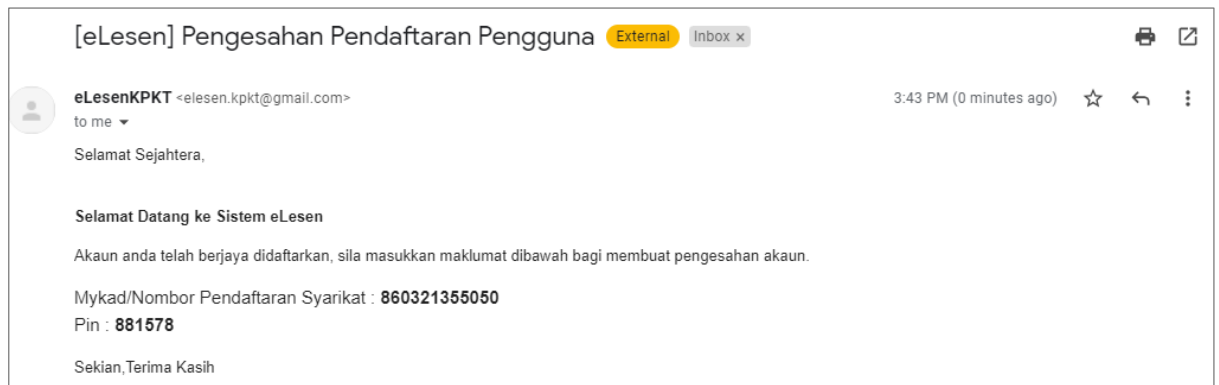 [eLesen] Pengesahan Pendaftaran Pengguna External Inbox x
eLesenKPKT <elesen.kpkt@gmail.com> 3:43 PM (0 minutes ago)
to me
Selamat Sejahtera,
Selamat Datang ke Sistem eLesen
Akaun anda telah berjaya didaftarkan, sila masukkan maklumat dibawah bagi membuat pengesahan akaun.
Mykad/Nombor Pendaftaran Syarikat : 860321355050
Pin : 881578
Sekian,Terima Kasih